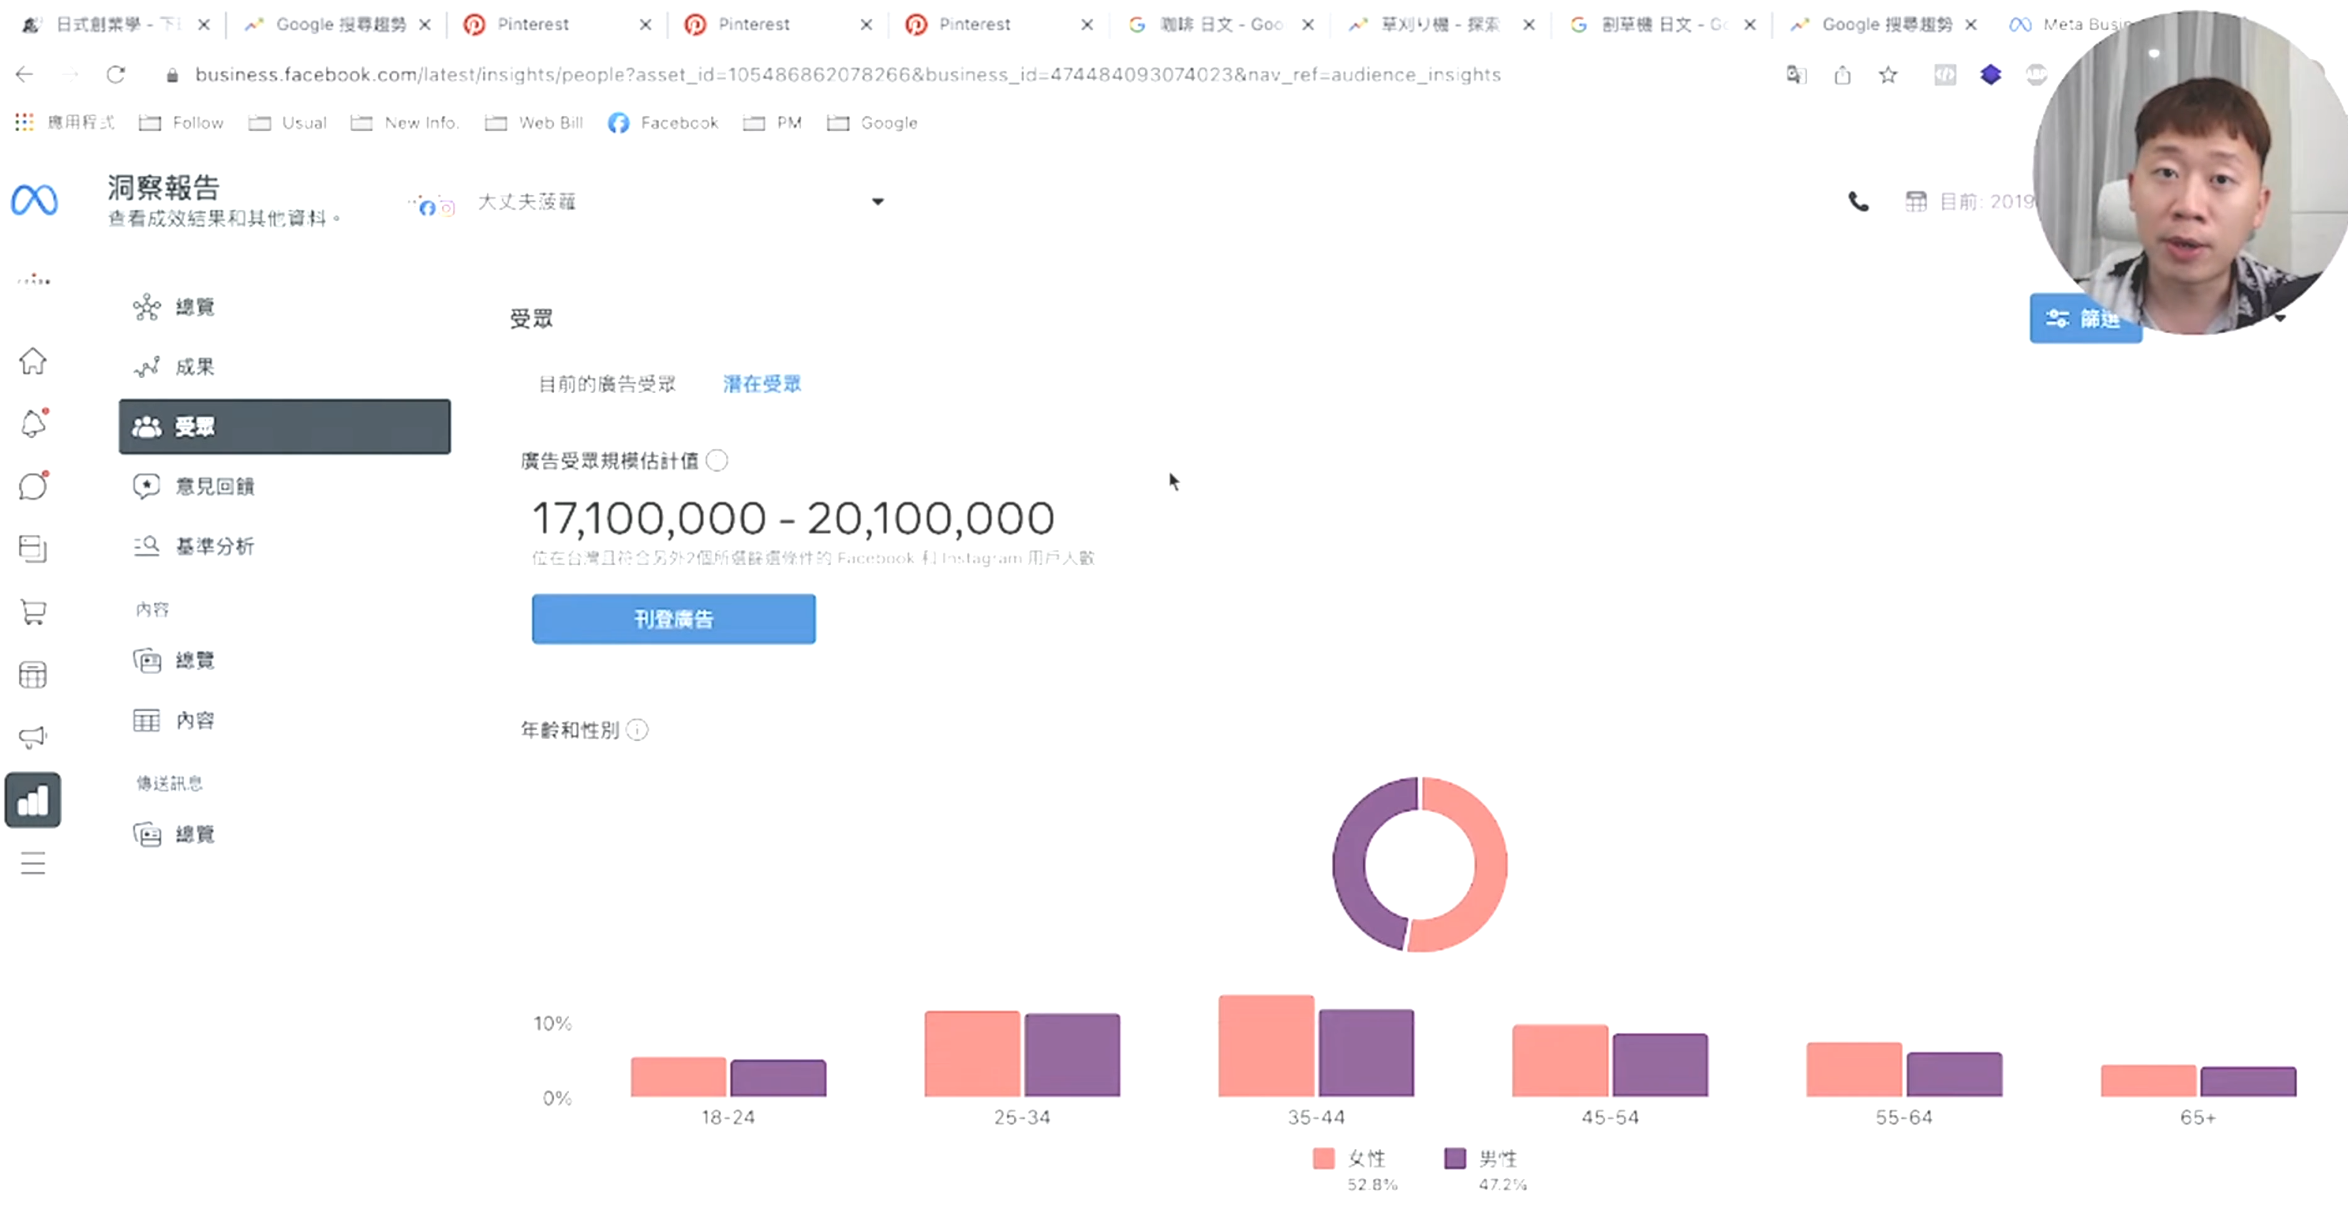 日式創業學 - 下
Google 搜尋趨勢
Pinterest
Pinterest
Pinterest
咖啡 日文 - Goo
草刈り機 - 探索
割草機 日文 - Go
Google 搜尋趨勢
Meta Busin
business.facebook.com/latest/insights/people?asset_id=105486862078266&business_id=474484093074023&nav_ref=audience_insights
應用程式
Follow
Usual
New Info.
Web Bill
Facebook
PM
Google
洞察報告
查看成效結果和其他資料。
大丈夫菠蘿
目前: 2019
總覽
成果
受眾
意見回饋
基準分析
內容
總覽
內容
傳送訊息
總覽
受眾
篩選
目前的廣告受眾
潛在受眾
廣告受眾規模估計值
17,100,000 - 20,100,000
位在台灣且符合另外2個所選篩選條件的 Facebook 和 Instagram 用戶人數
刊登廣告
年齡和性別
10%
0%
18-24
25-34
35-44
45-54
55-64
65+
女性
52.8%
男性
47.2%